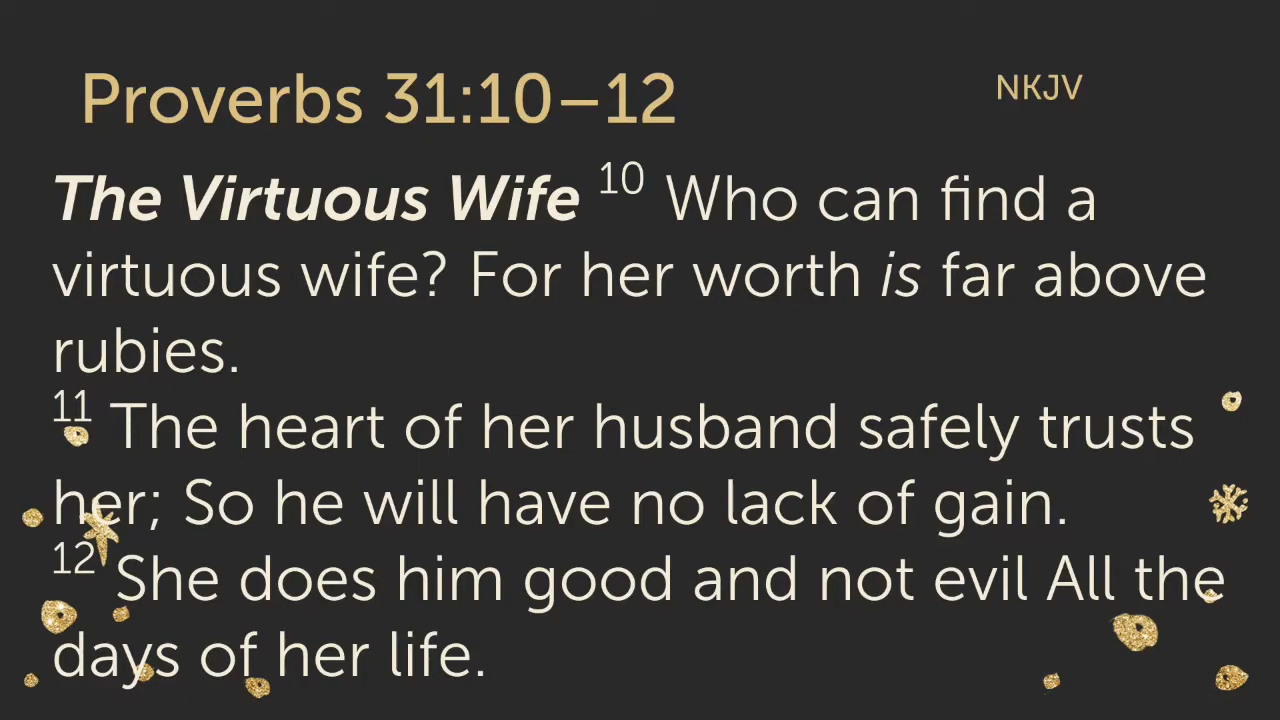 Proverbs 31:10–12
NKJV
The Virtuous Wife 10 Who can find a
virtuous wife? For her worth is far above
rubies.
11 The heart of her husband safely trusts
her; So he will have no lack of gain.
12 She does him good and not evil All the
days of her life.